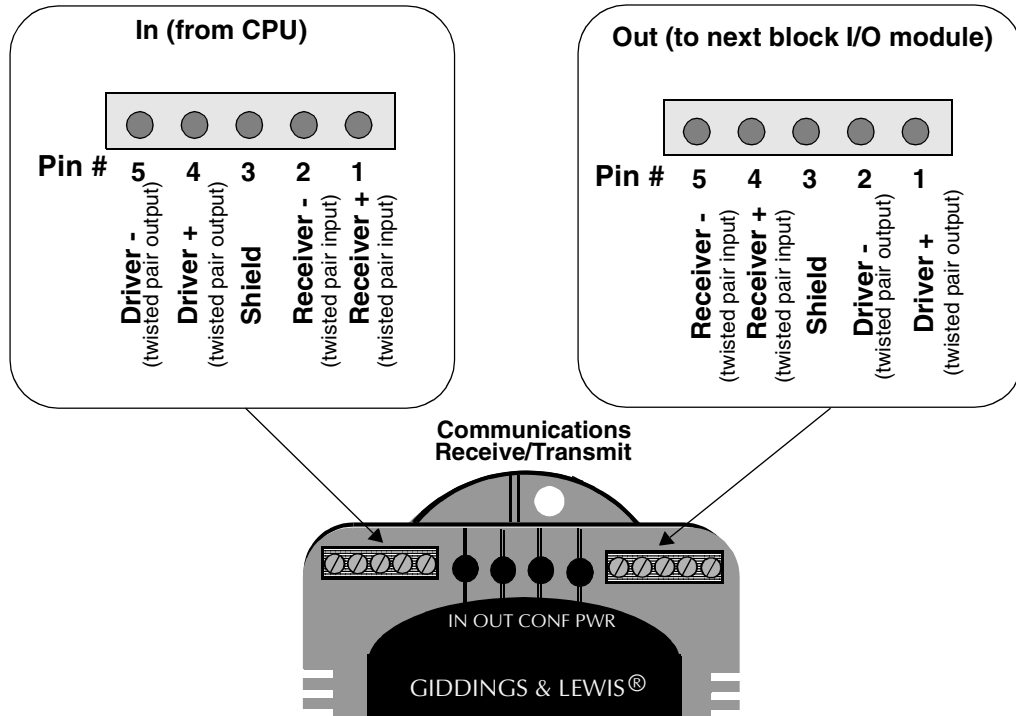 In (from CPU)
Pin # 5 4 3 2 1
Driver -
(twisted pair output)
Driver +
(twisted pair output)
Shield
Receiver -
(twisted pair input)
Receiver +
(twisted pair input)
Out (to next block I/O module)
Pin # 5 4 3 2 1
Receiver -
(twisted pair input)
Receiver +
(twisted pair input)
Shield
Driver -
(twisted pair output)
Driver +
(twisted pair output)
Communications
Receive/Transmit
IN OUT CONF PWR
GIDDINGS & LEWIS®